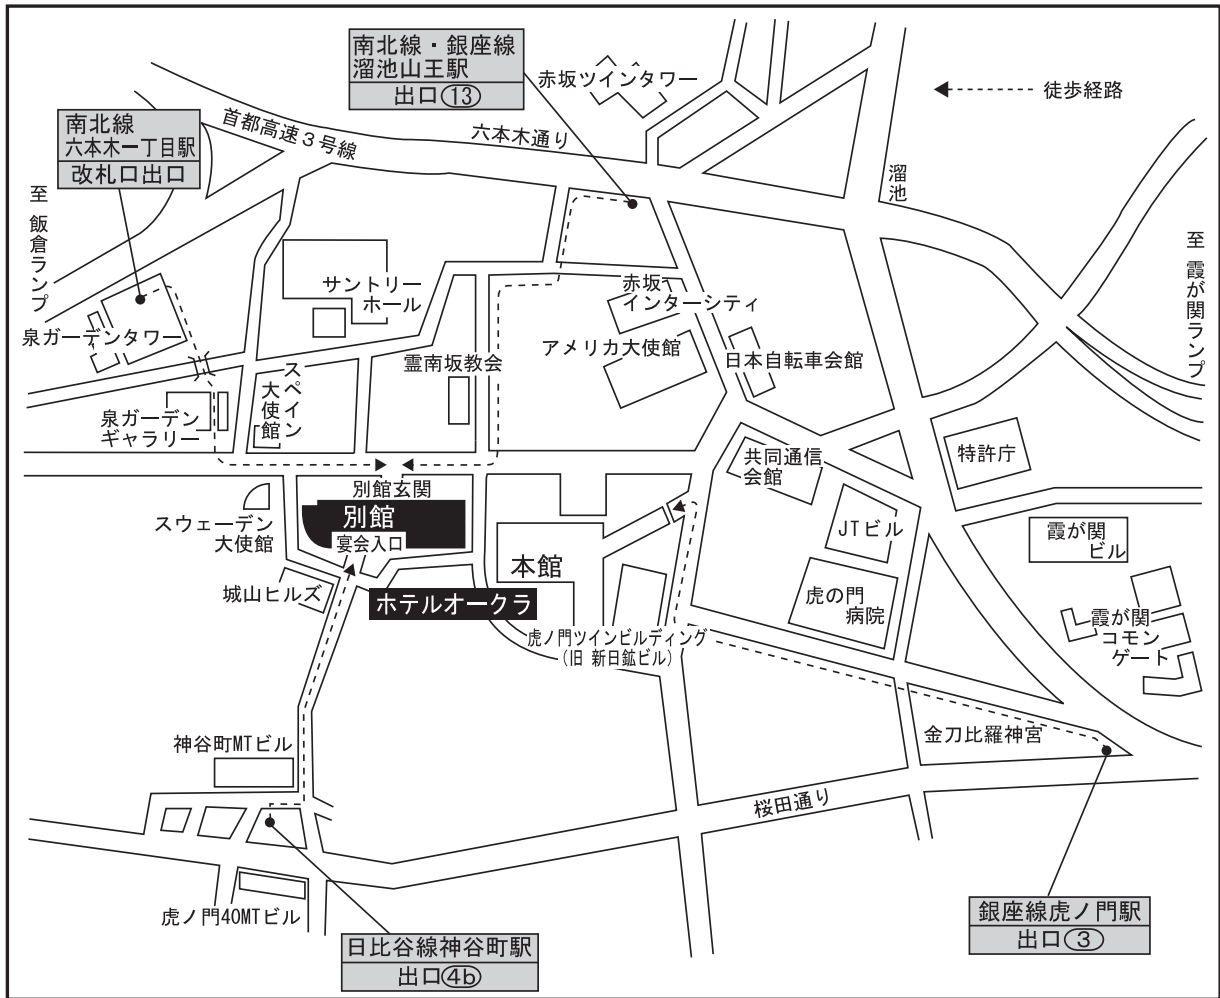 南北線・銀座線
溜池山王駅
出口⑬
赤坂ツインタワー
徒歩経路
南北線
六本木一丁目駅
改札口出口
首都高速３号線
六本木通り
溜池
至 飯倉ランプ
至 霞が関ランプ
サントリー
ホール
赤坂
インターシティ
泉ガーデンタワー
アメリカ大使館
日本自転車会館
霊南坂教会
スペイン
大使館
泉ガーデン
ギャラリー
共同通信
会館
特許庁
別館玄関
別館
宴会入口
スウェーデン
大使館
JTビル
霞が関
ビル
本館
城山ヒルズ
ホテルオークラ
虎の門
病院
霞が関
コモン
ゲート
虎ノ門ツインビルディング
(旧 新日鉱ビル)
金刀比羅神宮
神谷町MTビル
桜田通り
虎ノ門40MTビル
日比谷線神谷町駅
出口4b
銀座線虎ノ門駅
出口③